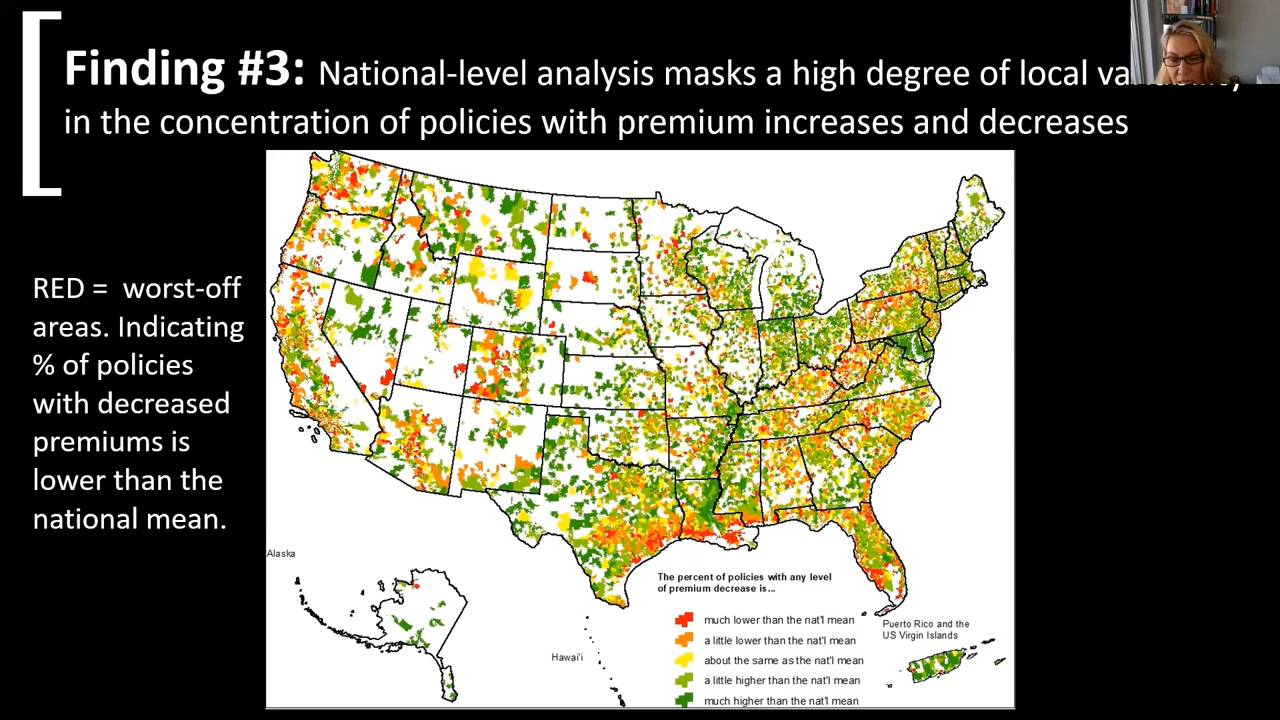 Finding #3: National-level analysis masks a high degree of local
in the concentration of policies with premium increases and decreases
RED = worst-off
areas. Indicating
% of policies
with decreased
premiums is
lower than the
national mean.
Alaska
Hawai'i
The percent of policies with any level
of premium decrease is...
much lower than the nat'l mean
a little lower than the nat'l mean
about the same as the nat'l mean
a little higher than the nat'l mean
much higher than the nat'l mean
Puerto Rico and the
US Virgin Islands